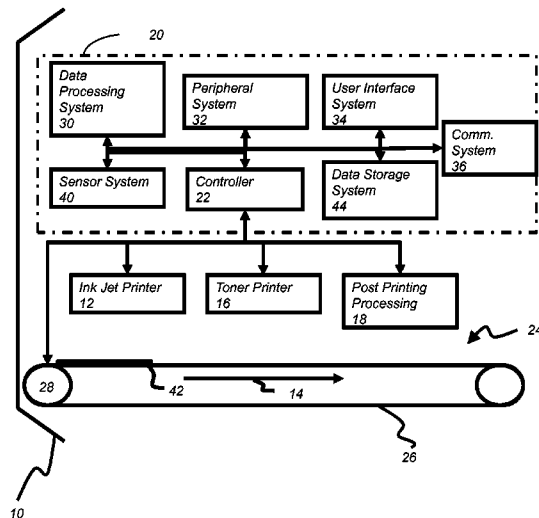 20
Data
Processing
System
30
Peripheral
System
32
User Interface
System
34
Comm.
System
36
Sensor System
40
Controller
22
Data Storage
System
44
Ink Jet Printer
12
Toner Printer
16
Post Printing
Processing
18
24
28
42
14
26
10